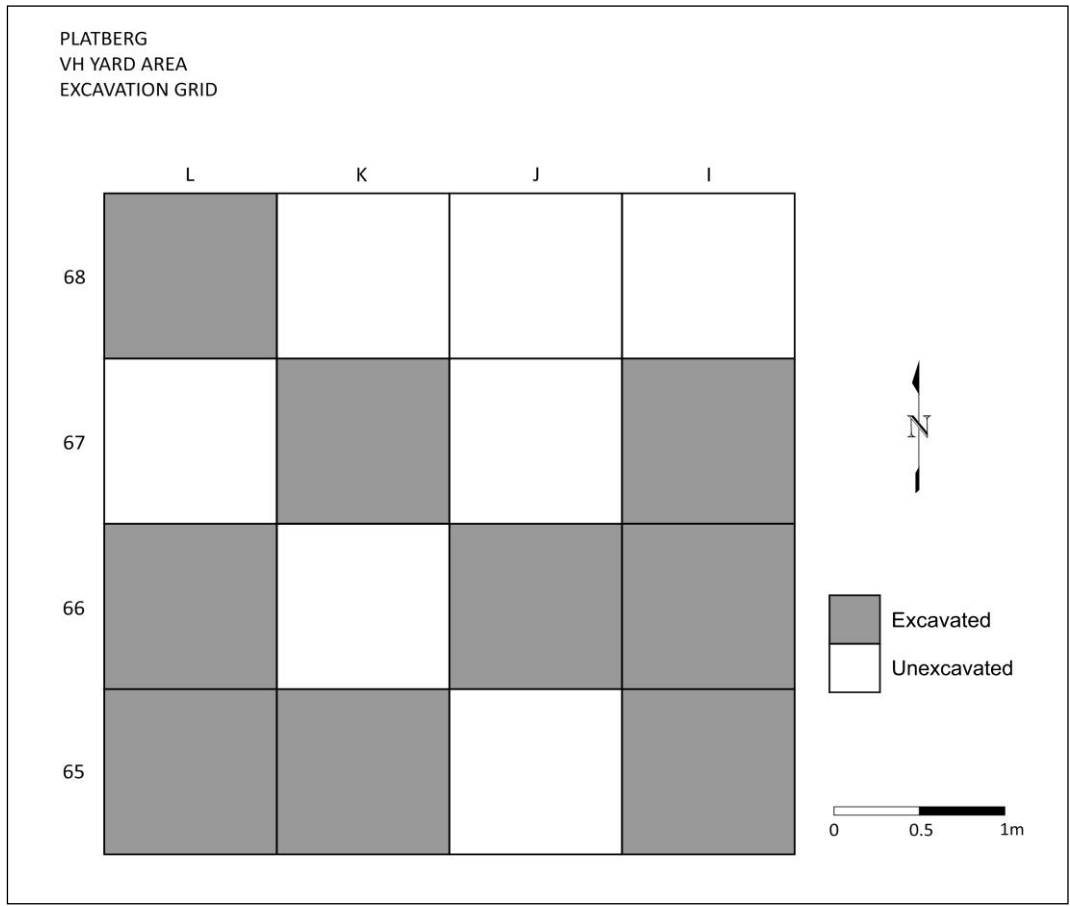 PLATBERG
VH YARD AREA
EXCAVATION GRID
L K J I
68
67
N
66
Excavated
Unexcavated
65
0 0.5 1m